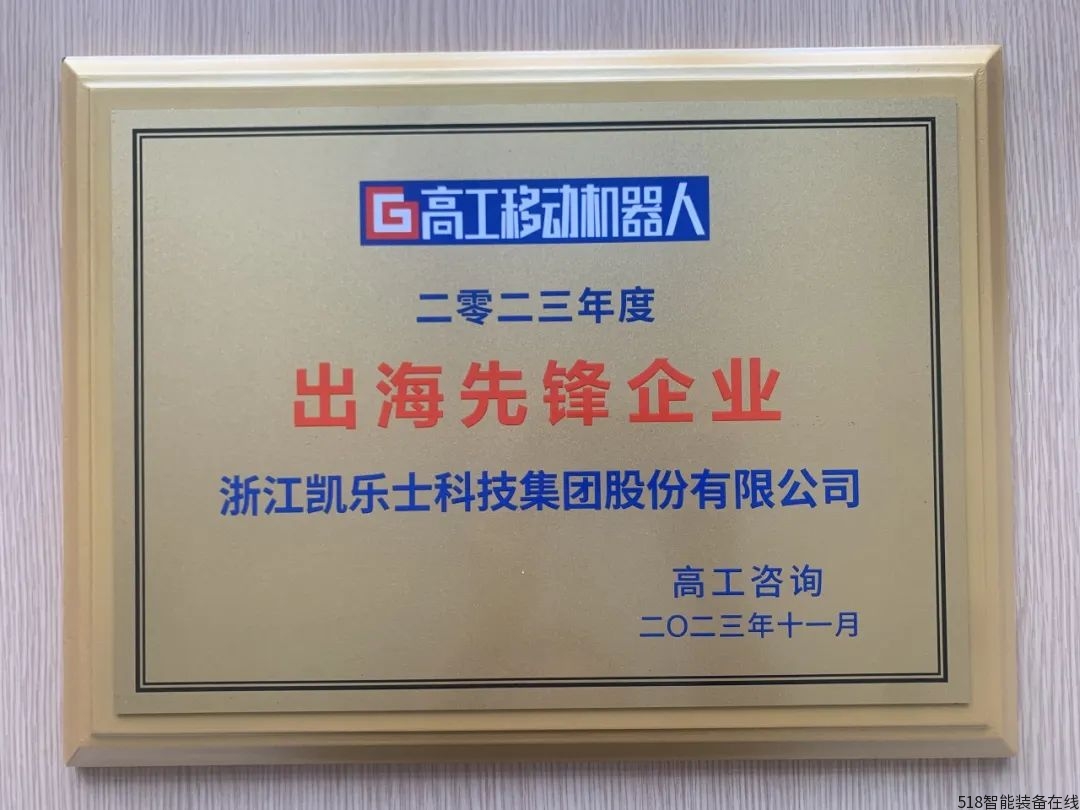 G高工移动机器人
二零二三年度
出海先锋企业
浙江凯乐士科技集团股份有限公司
高工咨询
二〇二三年十一月
518智能装备在线